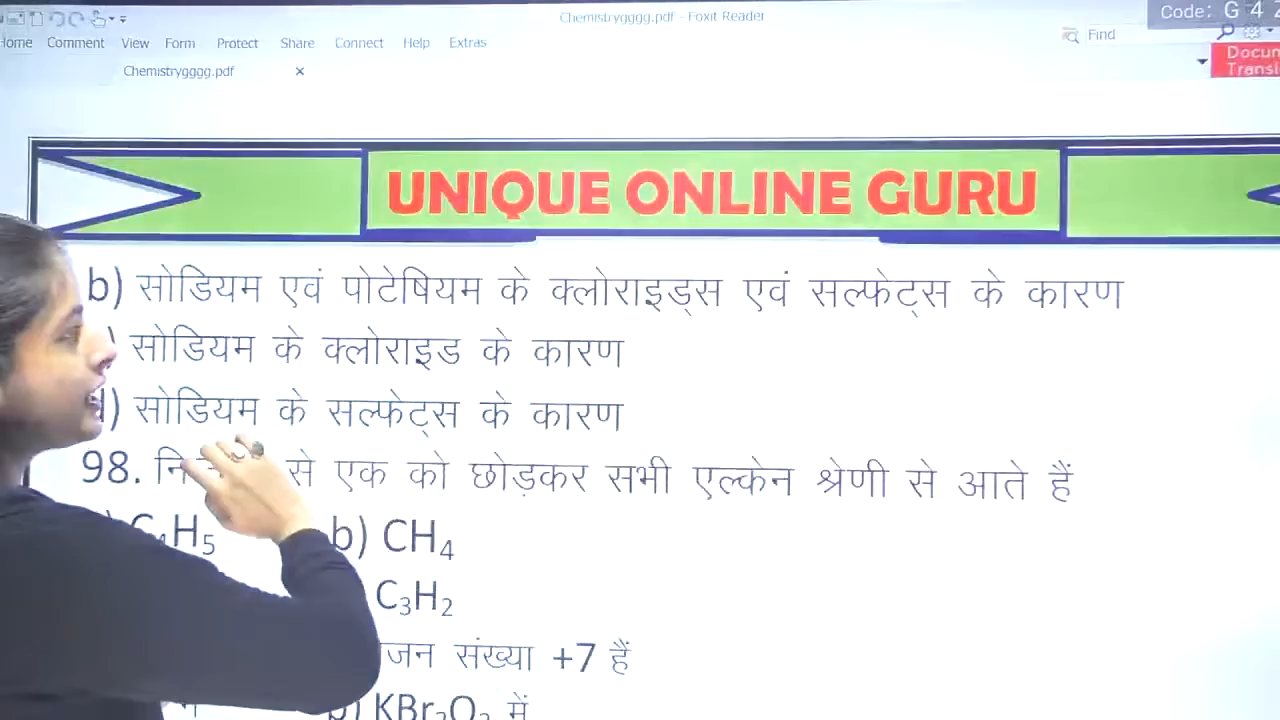 Chemistrygggg.pdf - Foxit Reader
Code: G 4
Home Comment View Form Protect Share Connect Help Extras
Find
Chemistrygggg.pdf ×
UNIQUE ONLINE GURU
b) सोडियम एवं पोटेषियम के क्लोराइड्स एवं सल्फेट्स के कारण
) सोडियम के क्लोराइड के कारण
d) सोडियम के सल्फेट्स के कारण
98. से एक को छोड़कर सभी एल्केन श्रेणी से आते हैं
H₅ b) CH₄
C₃H₂
संख्या +7 हैं
में